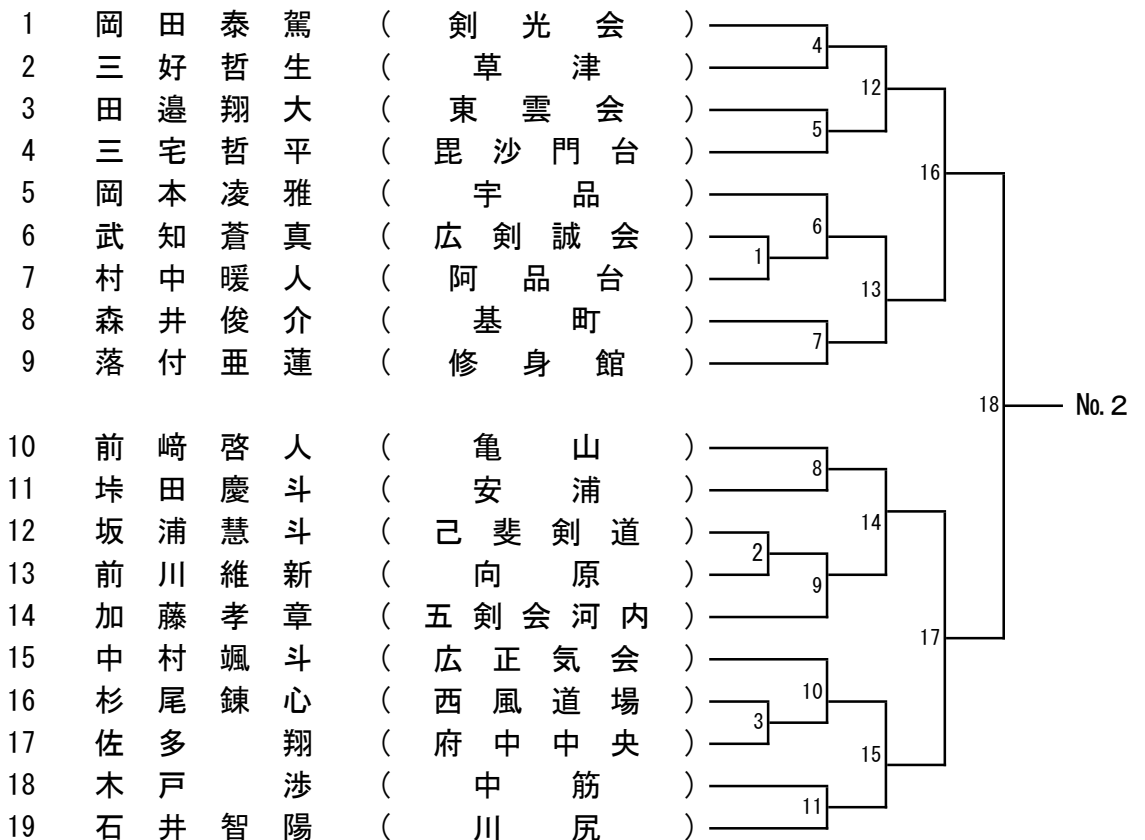 1 岡田泰駕 (剣光会)
2 三好哲生 (草津)
3 田邉翔大 (東雲会)
4 三宅哲平 (毘沙門台)
5 岡本凌雅 (宇品)
6 武知蒼真 (広剣誠会)
7 村中暖人 (阿品台)
8 森井俊介 (基町)
9 落付亜蓮 (修身館)
10 前﨑啓人 (亀山)
11 垰田慶斗 (安浦)
12 坂浦慧斗 (己斐剣道)
13 前川維新 (向原)
14 加藤孝章 (五剣会河内)
15 中村颯斗 (広正気会)
16 杉尾錬心 (西風道場)
17 佐多翔 (府中中央)
18 木戸渉 (中筋)
19 石井智陽 (川尻)
4
12
5
16
6
1
13
7
18 №2
8
14
2
9
17
10
3
15
11